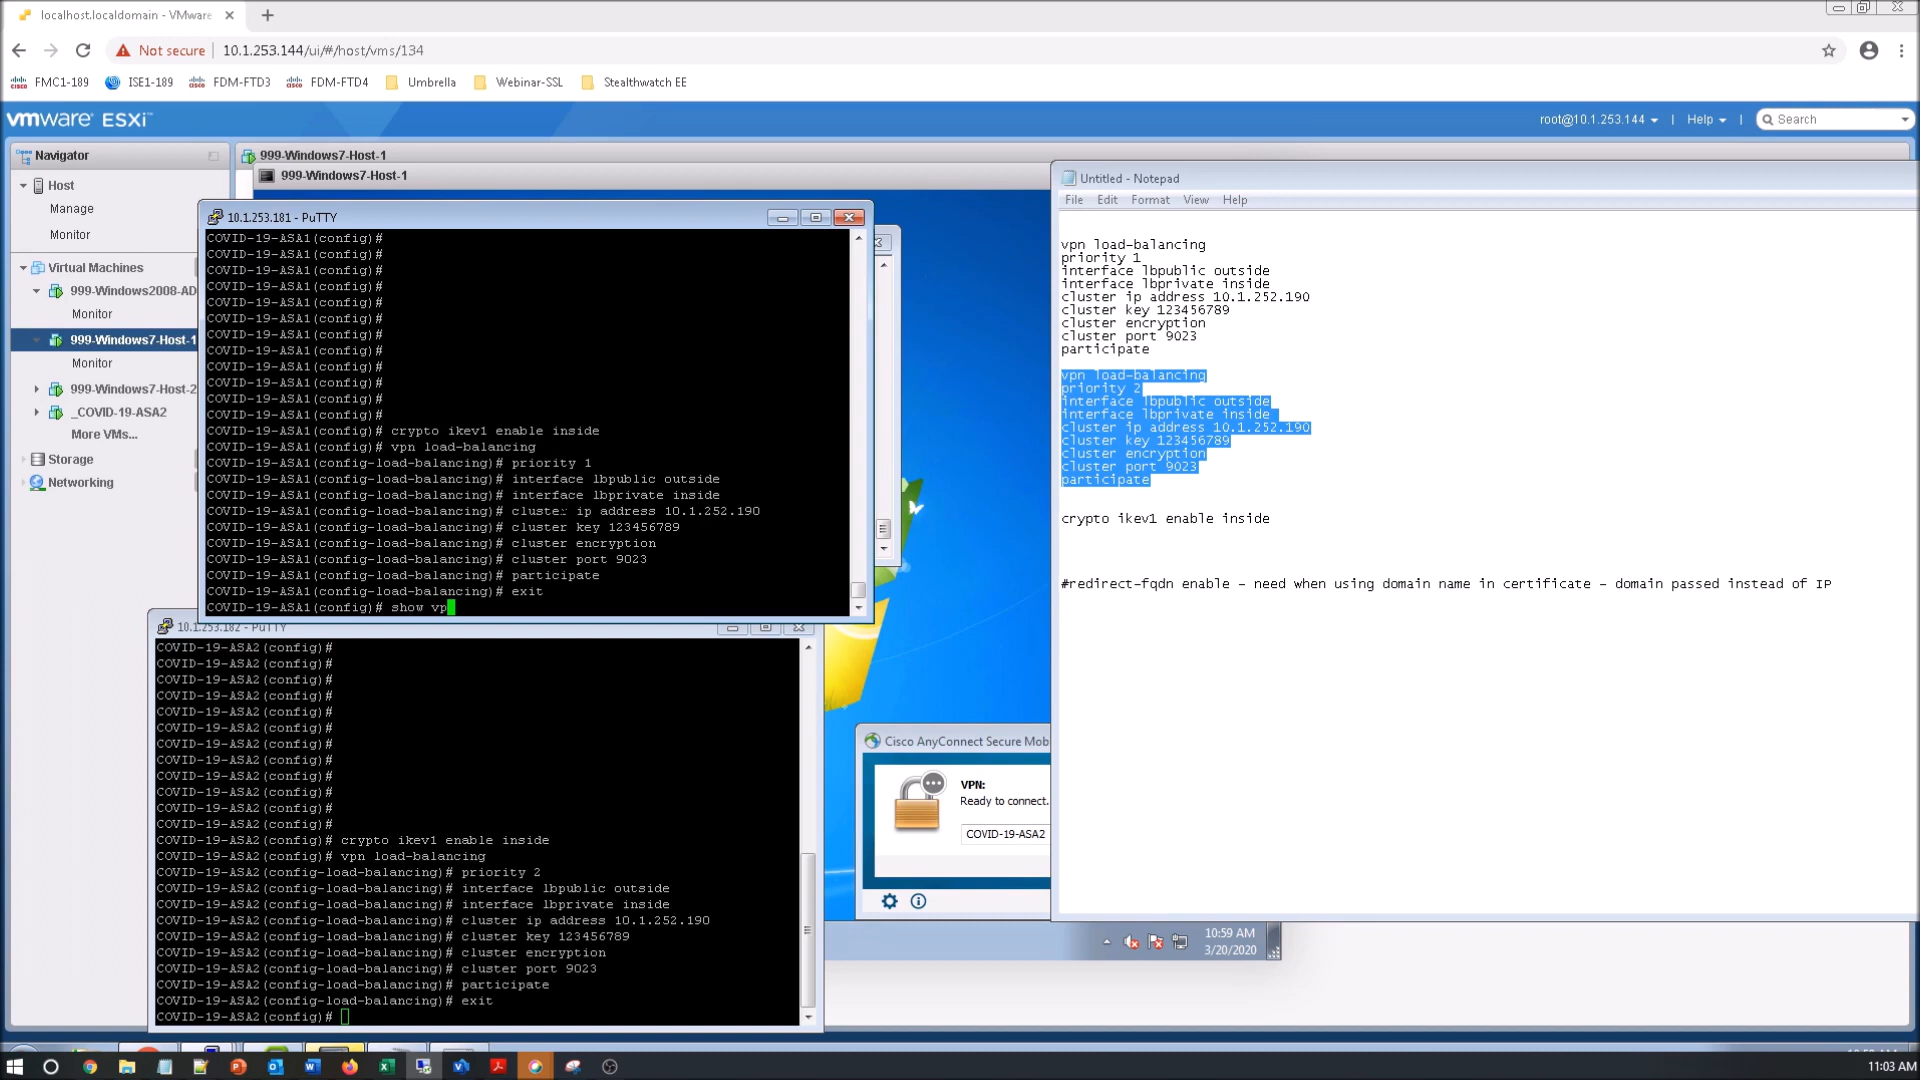 localhost.localdomain - VMware
Not secure | 10.1.253.144/ui/#/host/vms/134
FMC1-189 ISE1-189 FDM-FTD3 FDM-FTD4 Umbrella Webinar-SSL Stealthwatch EE
vmware ESXi™
root@10.1.253.144 | Help | Search
Navigator
Host
Manage
Monitor
Virtual Machines
999-Windows2008-AD
Monitor
999-Windows7-Host-1
Monitor
999-Windows7-Host-2
_COVID-19-ASA2
More VMs...
Storage
Networking
999-Windows7-Host-1
999-Windows7-Host-1
10.1.253.181 - PuTTY
COVID-19-ASA1(config)#
COVID-19-ASA1(config)#
COVID-19-ASA1(config)#
COVID-19-ASA1(config)#
COVID-19-ASA1(config)#
COVID-19-ASA1(config)#
COVID-19-ASA1(config)#
COVID-19-ASA1(config)#
COVID-19-ASA1(config)#
COVID-19-ASA1(config)#
COVID-19-ASA1(config)#
COVID-19-ASA1(config)#
COVID-19-ASA1(config)# crypto ikev1 enable inside
COVID-19-ASA1(config)# vpn load-balancing
COVID-19-ASA1(config-load-balancing)# priority 1
COVID-19-ASA1(config-load-balancing)# interface lbpublic outside
COVID-19-ASA1(config-load-balancing)# interface lbprivate inside
COVID-19-ASA1(config-load-balancing)# cluster ip address 10.1.252.190
COVID-19-ASA1(config-load-balancing)# cluster key 123456789
COVID-19-ASA1(config-load-balancing)# cluster encryption
COVID-19-ASA1(config-load-balancing)# cluster port 9023
COVID-19-ASA1(config-load-balancing)# participate
COVID-19-ASA1(config-load-balancing)# exit
COVID-19-ASA1(config)# show vp
10.1.253.182 - PuTTY
COVID-19-ASA2(config)#
COVID-19-ASA2(config)#
COVID-19-ASA2(config)#
COVID-19-ASA2(config)#
COVID-19-ASA2(config)#
COVID-19-ASA2(config)#
COVID-19-ASA2(config)#
COVID-19-ASA2(config)#
COVID-19-ASA2(config)#
COVID-19-ASA2(config)#
COVID-19-ASA2(config)#
COVID-19-ASA2(config)#
COVID-19-ASA2(config)# crypto ikev1 enable inside
COVID-19-ASA2(config)# vpn load-balancing
COVID-19-ASA2(config-load-balancing)# priority 2
COVID-19-ASA2(config-load-balancing)# interface lbpublic outside
COVID-19-ASA2(config-load-balancing)# interface lbprivate inside
COVID-19-ASA2(config-load-balancing)# cluster ip address 10.1.252.190
COVID-19-ASA2(config-load-balancing)# cluster key 123456789
COVID-19-ASA2(config-load-balancing)# cluster encryption
COVID-19-ASA2(config-load-balancing)# cluster port 9023
COVID-19-ASA2(config-load-balancing)# participate
COVID-19-ASA2(config-load-balancing)# exit
COVID-19-ASA2(config)#
Cisco AnyConnect Secure Mob
VPN:
Ready to connect.
COVID-19-ASA2
Untitled - Notepad
File Edit Format View Help
vpn load-balancing
priority 1
interface lbpublic outside
interface lbprivate inside
cluster ip address 10.1.252.190
cluster key 123456789
cluster encryption
cluster port 9023
participate
vpn load-balancing
priority 2
interface lbpublic outside
interface lbprivate inside
cluster ip address 10.1.252.190
cluster key 123456789
cluster encryption
cluster port 9023
participate
crypto ikev1 enable inside
#redirect-fqdn enable - need when using domain name in certificate - domain passed instead of IP
10:59 AM
3/20/2020
11:03 AM